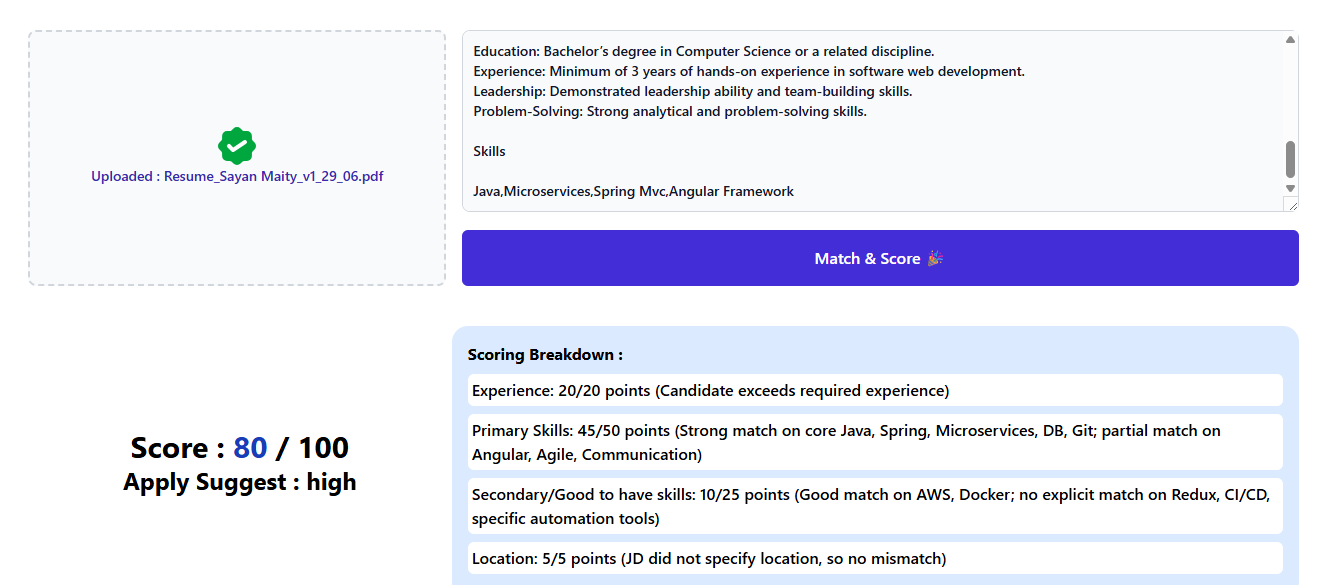 Uploaded : Resume_Sayan Maity_v1_29_06.pdf
Education: Bachelor’s degree in Computer Science or a related discipline.
Experience: Minimum of 3 years of hands-on experience in software web development.
Leadership: Demonstrated leadership ability and team-building skills.
Problem-Solving: Strong analytical and problem-solving skills.
Skills
Java,Microservices,Spring Mvc,Angular Framework
Match & Score 🎉
Score : 80 / 100
Apply Suggest : high
Scoring Breakdown :
Experience: 20/20 points (Candidate exceeds required experience)
Primary Skills: 45/50 points (Strong match on core Java, Spring, Microservices, DB, Git; partial match on
Angular, Agile, Communication)
Secondary/Good to have skills: 10/25 points (Good match on AWS, Docker; no explicit match on Redux, CI/CD,
specific automation tools)
Location: 5/5 points (JD did not specify location, so no mismatch)